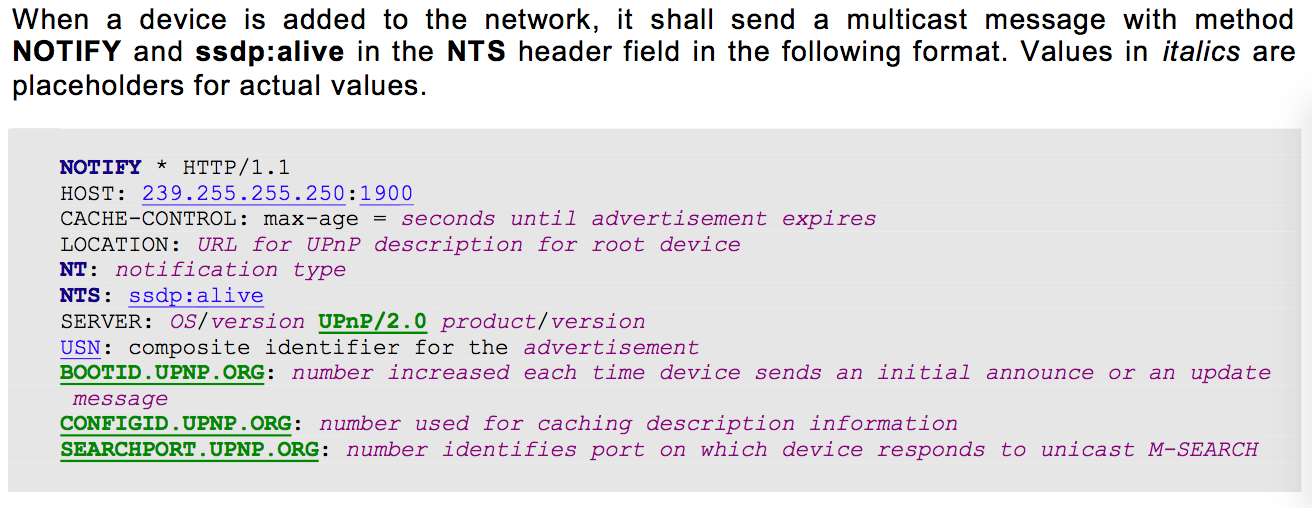 When a device is added to the network, it shall send a multicast message with method
NOTIFY and ssdp:alive in the NTS header field in the following format. Values in italics are
placeholders for actual values.
NOTIFY * HTTP/1.1
HOST: 239.255.255.250:1900
CACHE-CONTROL: max-age = seconds until advertisement expires
LOCATION: URL for UPnP description for root device
NT: notification type
NTS: ssdp:alive
SERVER: OS/version UPnP/2.0 product/version
USN: composite identifier for the advertisement
BOOTID.UPNP.ORG: number increased each time device sends an initial announce or an update
message
CONFIGID.UPNP.ORG: number used for caching description information
SEARCHPORT.UPNP.ORG: number identifies port on which device responds to unicast M-SEARCH